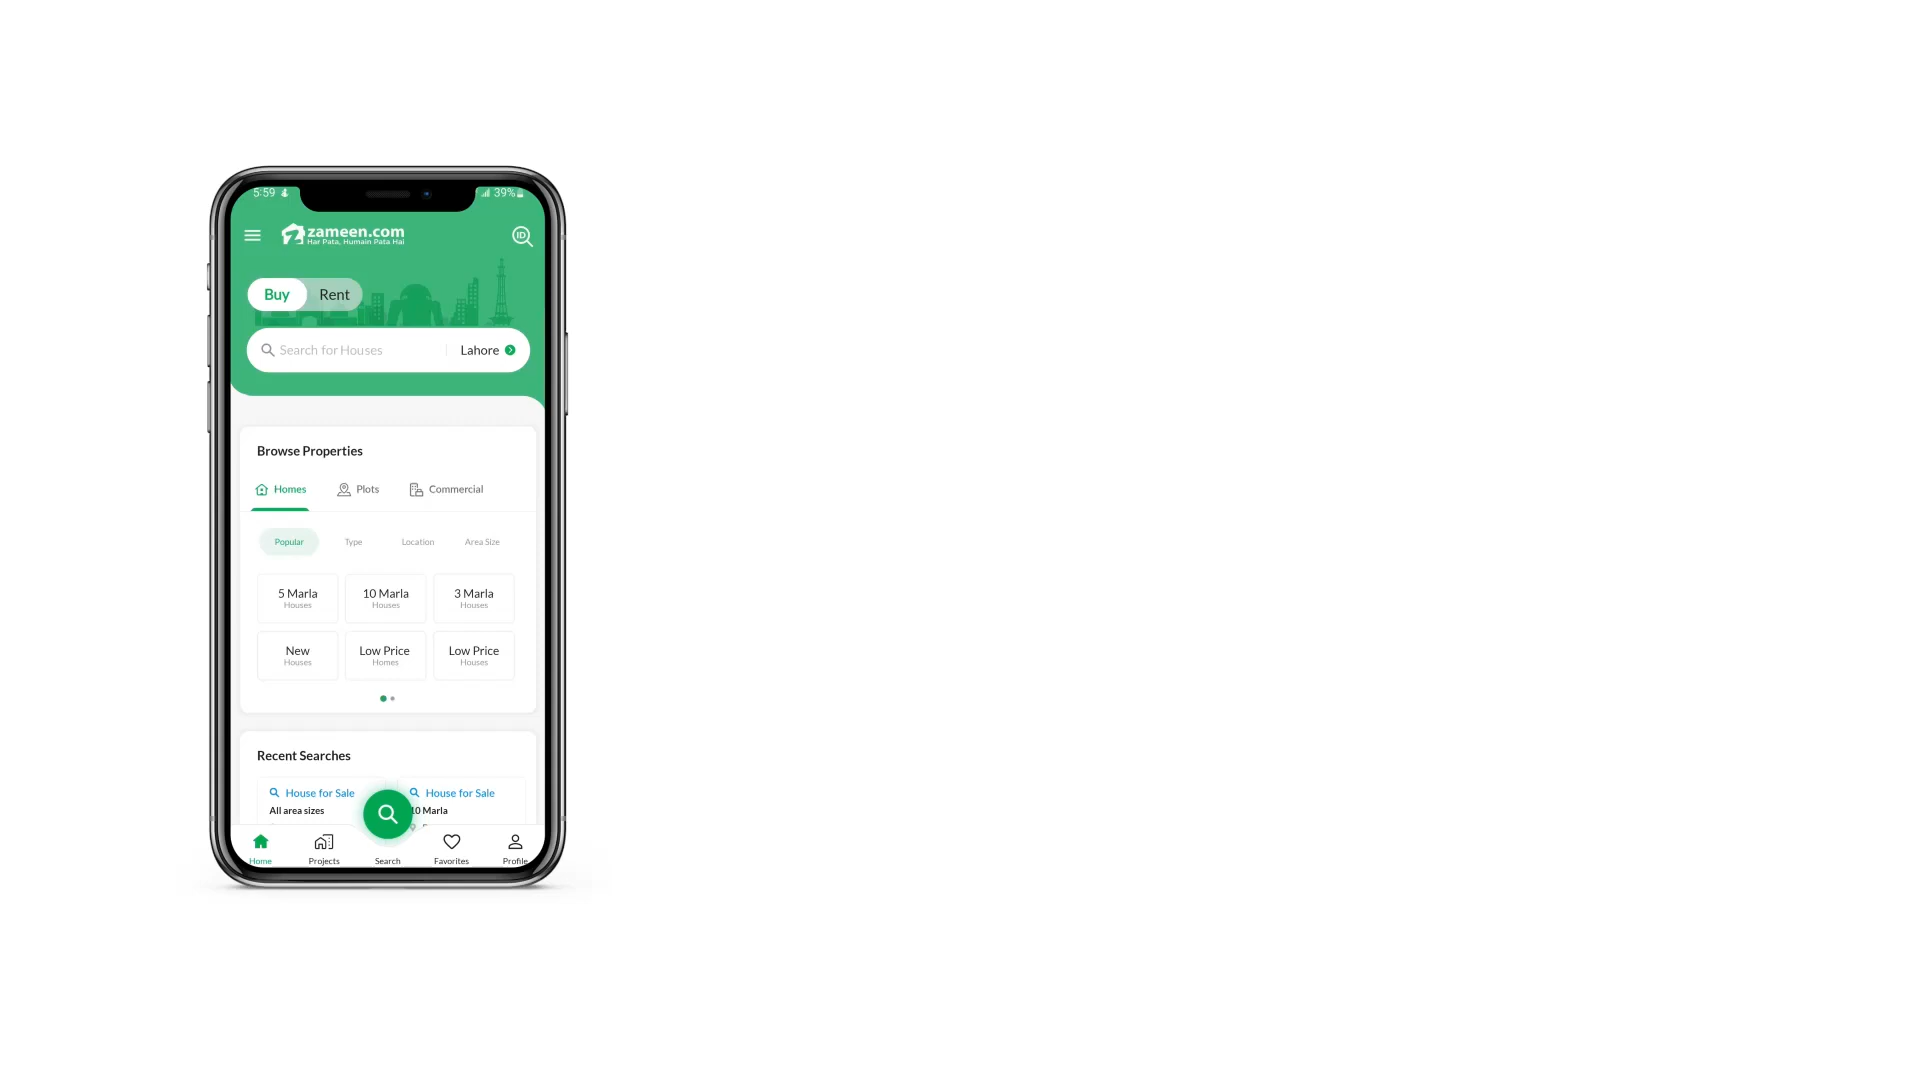 5:59 39%
zameen.com
Har Pata, Humain Pata Hai
ID
Buy Rent
Search for Houses Lahore
Browse Properties
Homes Plots Commercial
Popular Type Location Area Size
5 Marla 10 Marla 3 Marla
Houses Houses Houses
New Low Price Low Price
Houses Homes Houses
Recent Searches
House for Sale House for Sale
All area sizes 10 Marla
Home Projects Search Favorites Profile